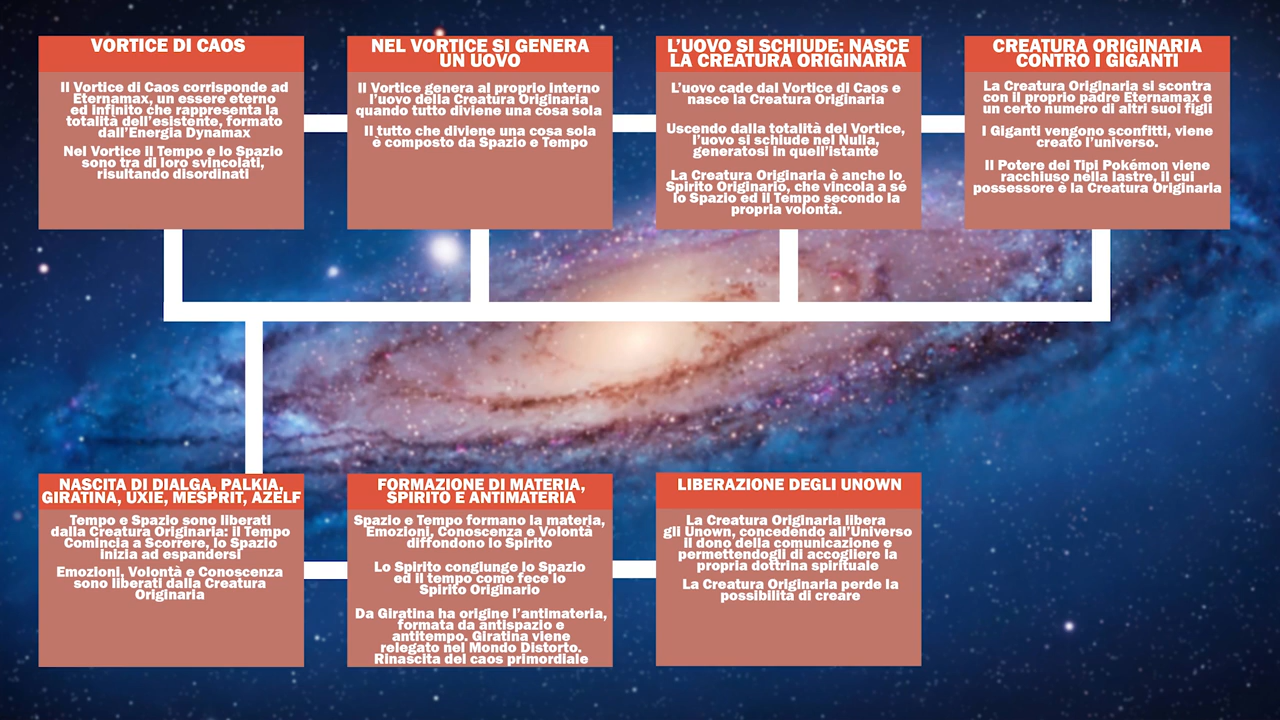 VORTICE DI CAOS
Il Vortice di Caos corrisponde ad
Eternamax, un essere eterno
ed infinito che rappresenta la
totalità dell'esistente, formato
dall'Energia Dynamax
Nel Vortice il Tempo e lo Spazio
sono tra di loro svincolati,
risultando disordinati
NEL VORTICE SI GENERA
UN UOVO
Il Vortice genera al proprio interno
l'uovo della Creatura Originaria
quando tutto diviene una cosa sola
Il tutto che diviene una cosa sola
è composto da Spazio e Tempo
L'UOVO SI SCHIUDE: NASCE
LA CREATURA ORIGINARIA
L'uovo cade dal Vortice di Caos e
nasce la Creatura Originaria
Uscendo dalla totalità del Vortice,
l'uovo si schiude nel Nulla,
generatosi in quell'istante
La Creatura Originaria è anche lo
Spirito Originario, che vincola a sé
lo Spazio ed il Tempo secondo la
propria volontà.
CREATURA ORIGINARIA
CONTRO I GIGANTI
La Creatura Originaria si scontra
con il proprio padre Eternamax e
un certo numero di altri suoi figli
I Giganti vengono sconfitti, viene
creato l'universo.
Il Potere dei Tipi Pokémon viene
racchiuso nella lastre, il cui
possessore è la Creatura Originaria
NASCITA DI DIALGA, PALKIA,
GIRATINA, UXIE, MESPRIT, AZELF
Tempo e Spazio sono liberati
dalla Creatura Originaria: il Tempo
Comincia a Scorrere, lo Spazio
inizia ad espandersi
Emozioni, Volontà e Conoscenza
sono liberati dalla Creatura
Originaria
FORMAZIONE DI MATERIA,
SPIRITO E ANTIMATERIA
Spazio e Tempo formano la materia,
Emozioni, Conoscenza e Volontà
diffondono lo Spirito
Lo Spirito congiunge lo Spazio
ed il tempo come fece lo
Spirito Originario
Da Giratina ha origine l'antimateria,
formata da antispazio e
antitempo. Giratina viene
relegato nel Mondo Distorto.
Rinascita del caos primordiale
LIBERAZIONE DEGLI UNOWN
La Creatura Originaria libera
gli Unown, concedendo all'Universo
il dono della comunicazione e
permettendogli di accogliere la
propria dottrina spirituale
La Creatura Originaria perde la
possibilità di creare